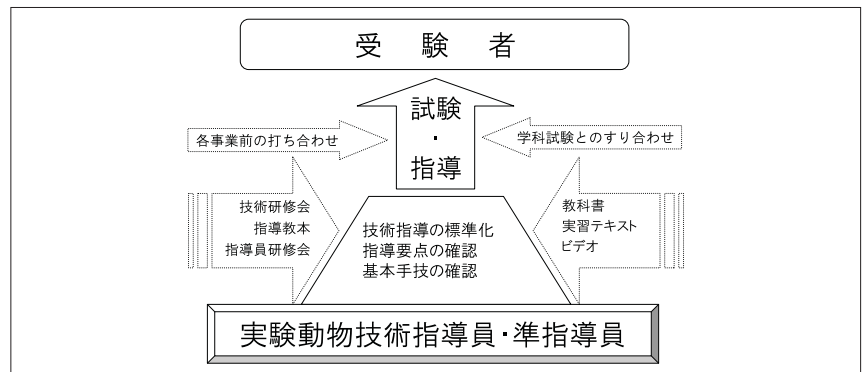 受験者
試験
・
指導
各事業前の打ち合わせ
学科試験とのすり合わせ
技術研修会
指導教本
指導員研修会
技術指導の標準化
指導要点の確認
基本手技の確認
教科書
実習テキスト
ビデオ
実験動物技術指導員・準指導員